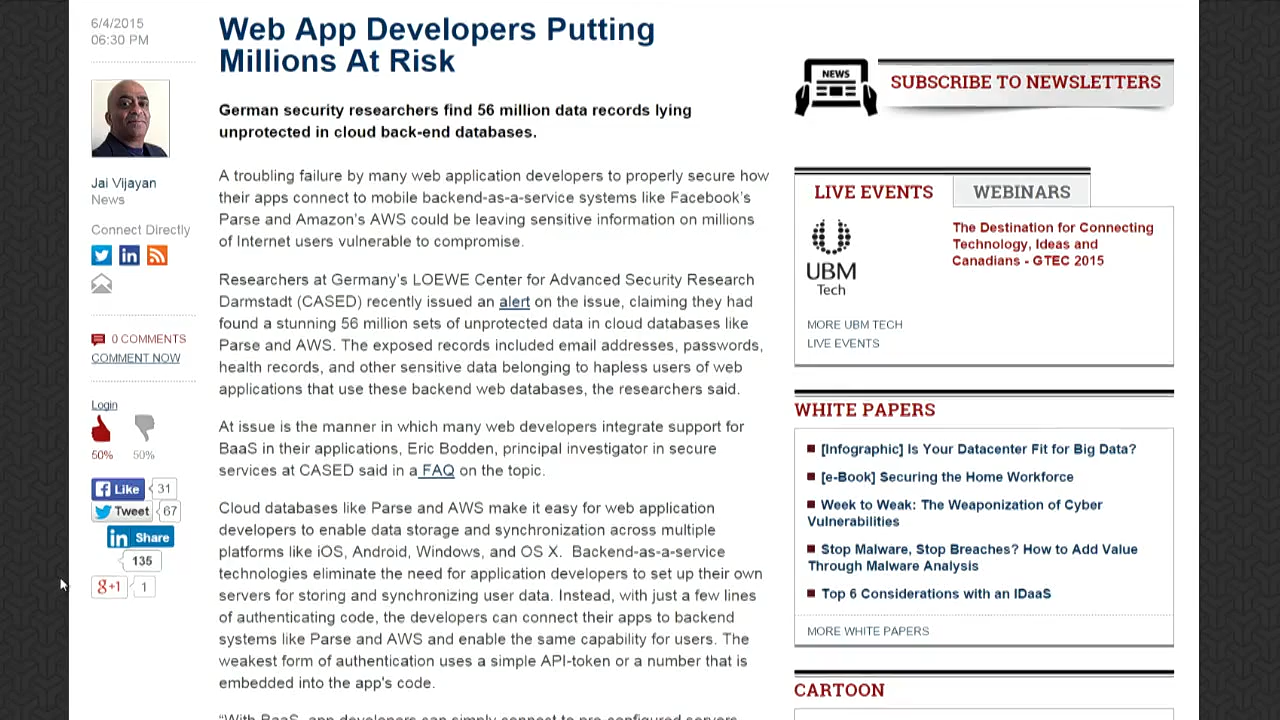 6/4/2015
06:30 PM
Jai Vijayan
News
Connect Directly
0 COMMENTS
COMMENT NOW
Login
50%
50%
Like 31
Tweet 67
in Share
135
g+1 1
Web App Developers Putting
Millions At Risk
German security researchers find 56 million data records lying
unprotected in cloud back-end databases.
A troubling failure by many web application developers to properly secure how
their apps connect to mobile backend-as-a-service systems like Facebook's
Parse and Amazon's AWS could be leaving sensitive information on millions
of Internet users vulnerable to compromise.
Researchers at Germany's LOEWE Center for Advanced Security Research
Darmstadt (CASED) recently issued an alert on the issue, claiming they had
found a stunning 56 million sets of unprotected data in cloud databases like
Parse and AWS. The exposed records included email addresses, passwords,
health records, and other sensitive data belonging to hapless users of web
applications that use these backend web databases, the researchers said.
At issue is the manner in which many web developers integrate support for
BaaS in their applications, Eric Bodden, principal investigator in secure
services at CASED said in a FAQ on the topic.
Cloud databases like Parse and AWS make it easy for web application
developers to enable data storage and synchronization across multiple
platforms like iOS, Android, Windows, and OS X. Backend-as-a-service
technologies eliminate the need for application developers to set up their own
servers for storing and synchronizing user data. Instead, with just a few lines
of authenticating code, the developers can connect their apps to backend
systems like Parse and AWS and enable the same capability for users. The
weakest form of authentication uses a simple API-token or a number that is
embedded into the app's code.
"With BaaS, app developers can simply connect to pre-configured servers
NEWS
SUBSCRIBE TO NEWSLETTERS
LIVE EVENTS WEBINARS
UBM
Tech
The Destination for Connecting
Technology, Ideas and
Canadians - GTEC 2015
MORE UBM TECH
LIVE EVENTS
WHITE PAPERS
[Infographic] Is Your Datacenter Fit for Big Data?
[e-Book] Securing the Home Workforce
Week to Weak: The Weaponization of Cyber
Vulnerabilities
Stop Malware, Stop Breaches? How to Add Value
Through Malware Analysis
Top 6 Considerations with an IDaaS
MORE WHITE PAPERS
CARTOON